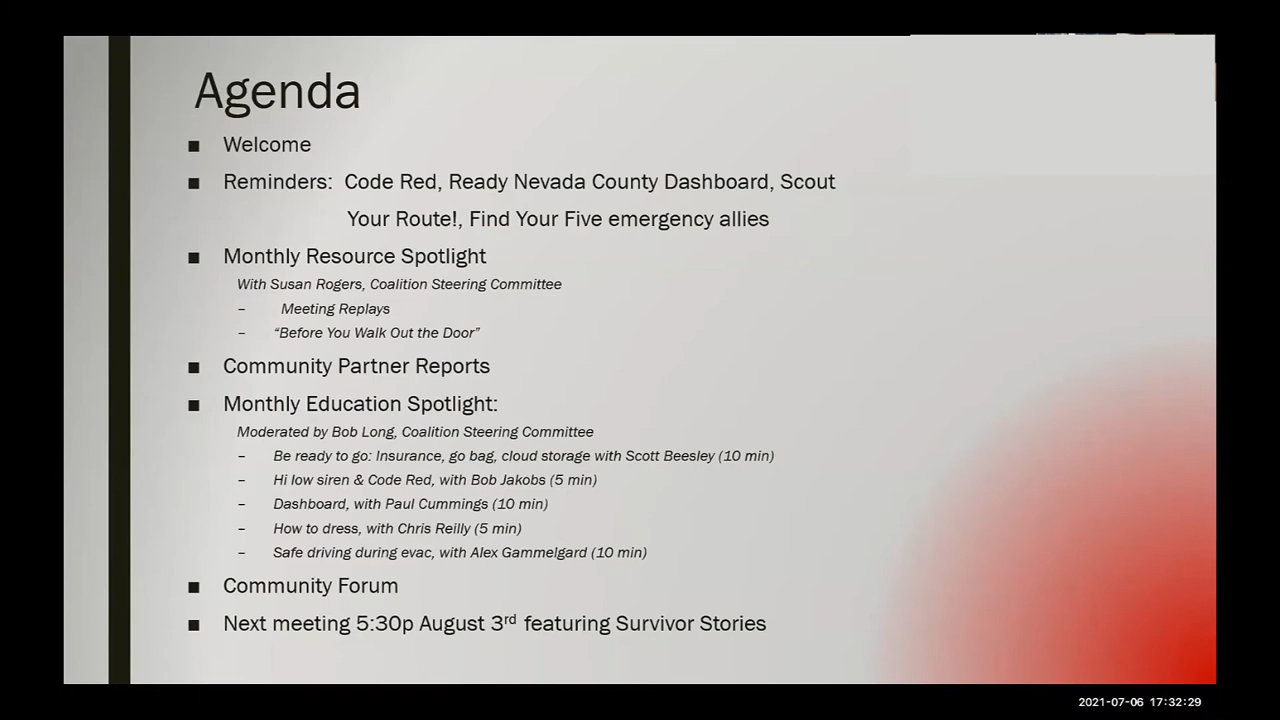 Agenda
■ Welcome
■ Reminders: Code Red, Ready Nevada County Dashboard, Scout
Your Route!, Find Your Five emergency allies
■ Monthly Resource Spotlight
With Susan Rogers, Coalition Steering Committee
– Meeting Replays
– “Before You Walk Out the Door”
■ Community Partner Reports
■ Monthly Education Spotlight:
Moderated by Bob Long, Coalition Steering Committee
– Be ready to go: Insurance, go bag, cloud storage with Scott Beesley (10 min)
– Hi low siren & Code Red, with Bob Jakobs (5 min)
– Dashboard, with Paul Cummings (10 min)
– How to dress, with Chris Reilly (5 min)
– Safe driving during evac, with Alex Gammelgard (10 min)
■ Community Forum
■ Next meeting 5:30p August 3rd featuring Survivor Stories
2021-07-06 17:32:29